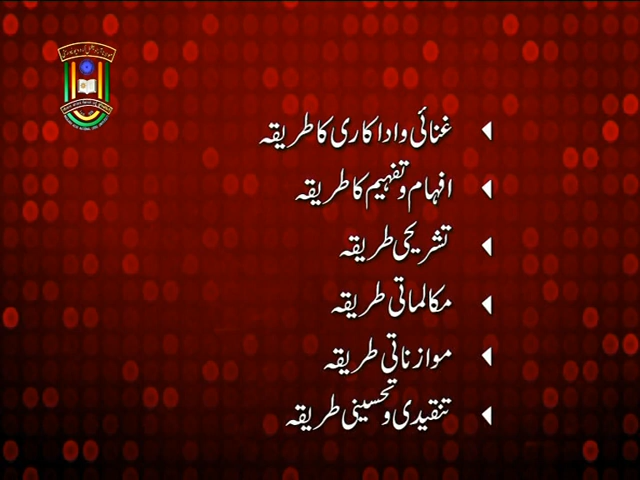 غنائی و اداکاری کا طریقہ
افہام و تفہیم کا طریقہ
تشریحی طریقہ
مکالماتی طریقہ
موازناتی طریقہ
تنقیدی و تحسینی طریقہ